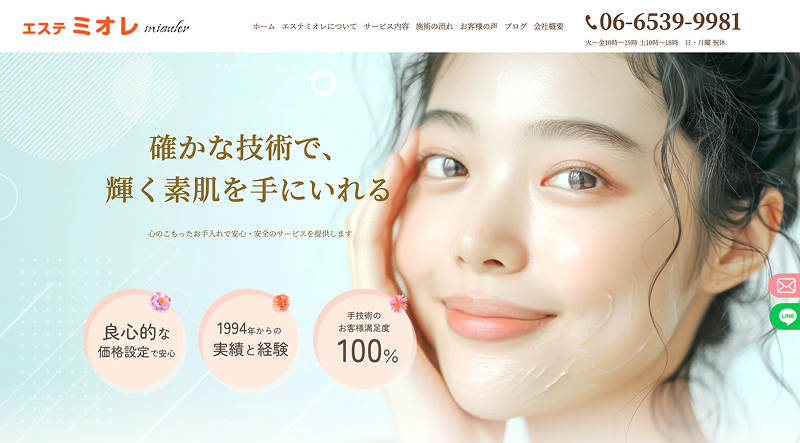 エステ ミオレ miauler
ホーム エステミオレについて サービス内容 施術の流れ お客様の声 ブログ 会社概要
06-6539-9981
火～金10時～19時 土10時～18時 日・月曜 祝休
確かな技術で、
輝く素肌を手にいれる
心のこもったお手入れで安心・安全のサービスを提供します
良心的な
価格設定で安心
1994年からの
実績と経験
手技術の
お客様満足度
100%
LINE